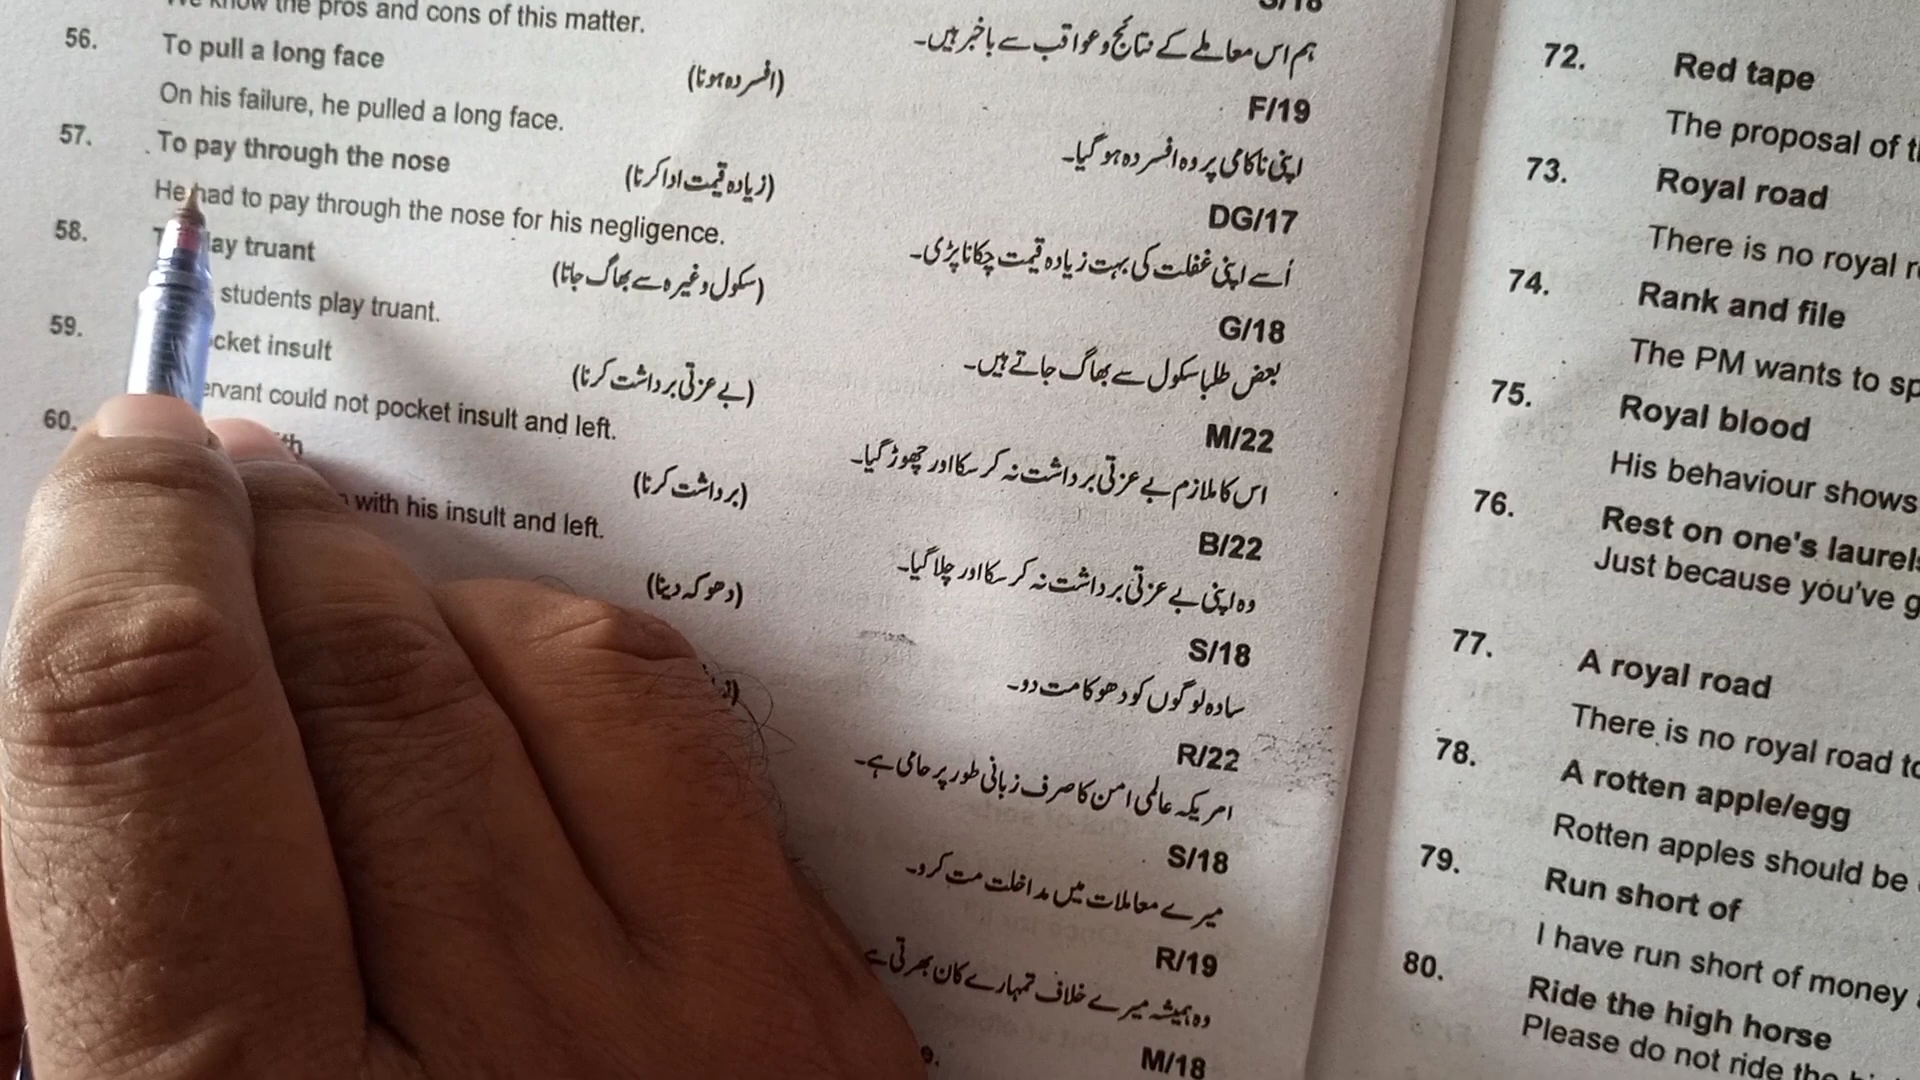 know the pros and cons of this matter.
ہم اس معاملے کے نتائج و عواقب سے باخبر ہیں۔
56. To pull a long face (افسردہ ہونا) F/19
On his failure, he pulled a long face. اپنی ناکامی پر وہ افسردہ ہو گیا۔
57. To pay through the nose (زیادہ قیمت ادا کرنا) DG/17
He had to pay through the nose for his negligence. اُسے اپنی غفلت کی بہت زیادہ قیمت چکانا پڑی۔
58. lay truant (سکول وغیرہ سے بھاگ جانا) G/18
students play truant. بعض طلبا سکول سے بھاگ جاتے ہیں۔
59. cket insult (بے عزتی برداشت کرنا) M/22
ervant could not pocket insult and left. اس کا ملازم بے عزتی برداشت نہ کر سکا اور چھوڑ گیا۔
60. (برداشت کرنا) B/22
with his insult and left. وہ اپنی بے عزتی برداشت نہ کر سکا اور چلا گیا۔
(دھوکہ دینا) S/18
سادہ لوگوں کو دھوکا مت دو۔
R/22
امریکہ عالمی امن کا صرف زبانی طور پر حامی ہے۔
S/18
میرے معاملات میں مداخلت مت کرو۔
R/19
وہ ہمیشہ میرے خلاف تمہارے کان بھرتی ہے
M/18
72. Red tape
The proposal of
73. Royal road
There is no royal
74. Rank and file
The PM wants to
75. Royal blood
His behaviour shows
76. Rest on one's laurels
Just because you've
77. A royal road
There is no royal road
78. A rotten apple/egg
Rotten apples should be
79. Run short of
I have run short of money
80. Ride the high horse
Please do not ride the